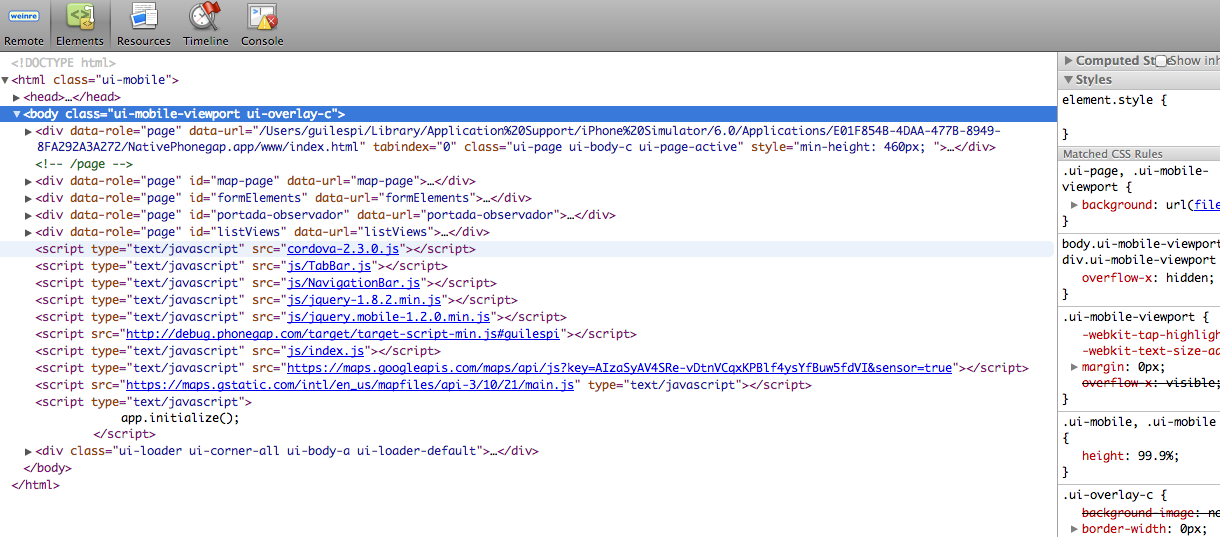 weinre
Remote
Elements
Resources
Timeline
Console
<!DOCTYPE html>
▼<html class="ui-mobile">
▶<head>…</head>
▼<body class="ui-mobile-viewport ui-overlay-c">
▶<div data-role="page" data-url="/Users/guilespi/Library/Application%20Support/iPhone%20Simulator/6.0/Applications/E01F854B-4DAA-477B-8949-
8FA292A3A272/NativePhonegap.app/www/index.html" tabindex="0" class="ui-page ui-body-c ui-page-active" style="min-height: 460px; ">…</div>
<!-- /page -->
▶<div data-role="page" id="map-page" data-url="map-page">…</div>
▶<div data-role="page" id="formElements" data-url="formElements">…</div>
▶<div data-role="page" id="portada-observador" data-url="portada-observador">…</div>
▶<div data-role="page" id="listViews" data-url="listViews">…</div>
<script type="text/javascript" src="cordova-2.3.0.js"></script>
<script type="text/javascript" src="js/TabBar.js"></script>
<script type="text/javascript" src="js/NavigationBar.js"></script>
<script type="text/javascript" src="js/jquery-1.8.2.min.js"></script>
<script type="text/javascript" src="js/jquery.mobile-1.2.0.min.js"></script>
<script src="http://debug.phonegap.com/target/target-script-min.js#guilespi"></script>
<script type="text/javascript" src="js/index.js"></script>
<script type="text/javascript" src="https://maps.googleapis.com/maps/api/js?key=AIzaSyAV4SRe-vDtnVCqxKPBlf4ysYfBuw5fdVI&sensor=true"></script>
<script src="https://maps.gstatic.com/intl/en_us/mapfiles/api-3/10/21/main.js" type="text/javascript"></script>
<script type="text/javascript">
app.initialize();
</script>
▶<div class="ui-loader ui-corner-all ui-body-a ui-loader-default">…</div>
</body>
</html>
▶ Computed Style Show inh
▼ Styles
element.style {
}
Matched CSS Rules
.ui-page, .ui-mobile-
viewport {
▶ background: url(file
}
body.ui-mobile-viewport
div.ui-mobile-viewport
overflow-x: hidden;
}
.ui-mobile-viewport {
-webkit-tap-highligh
-webkit-text-size-ad
▶ margin: 0px;
overflow-x: visible;
}
.ui-mobile, .ui-mobile
{
height: 99.9%;
}
.ui-overlay-c {
background-image: no
▶ border-width: 0px;